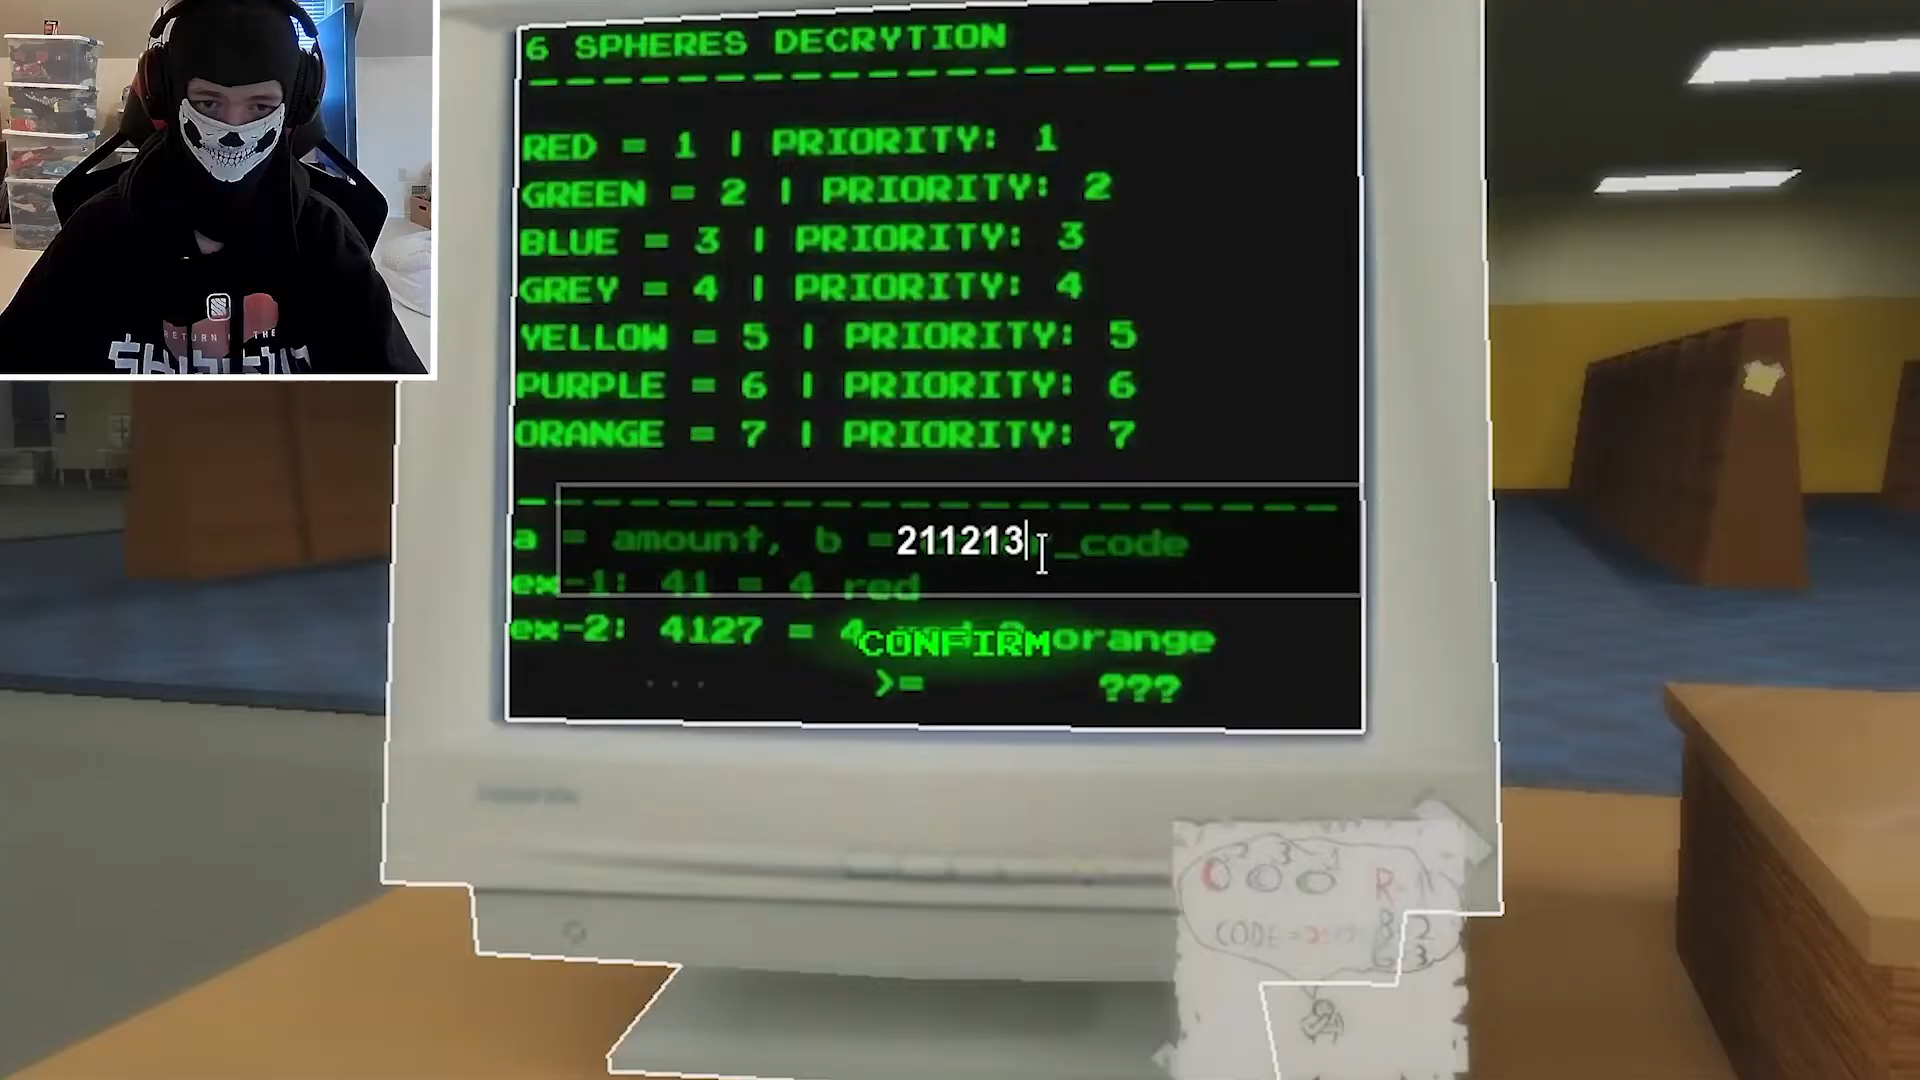 6 SPHERES DECRYTION
RED = 1 | PRIORITY: 1
GREEN = 2 | PRIORITY: 2
BLUE = 3 | PRIORITY: 3
GREY = 4 | PRIORITY: 4
YELLOW = 5 | PRIORITY: 5
PURPLE = 6 | PRIORITY: 6
ORANGE = 7 | PRIORITY: 7
a = amount, b = _code
211213
ex-1: 41 = 4 red
ex-2: 4127 = 4 orange
CONFIRM
... >= ???
RETURN THE
CODE=
R-